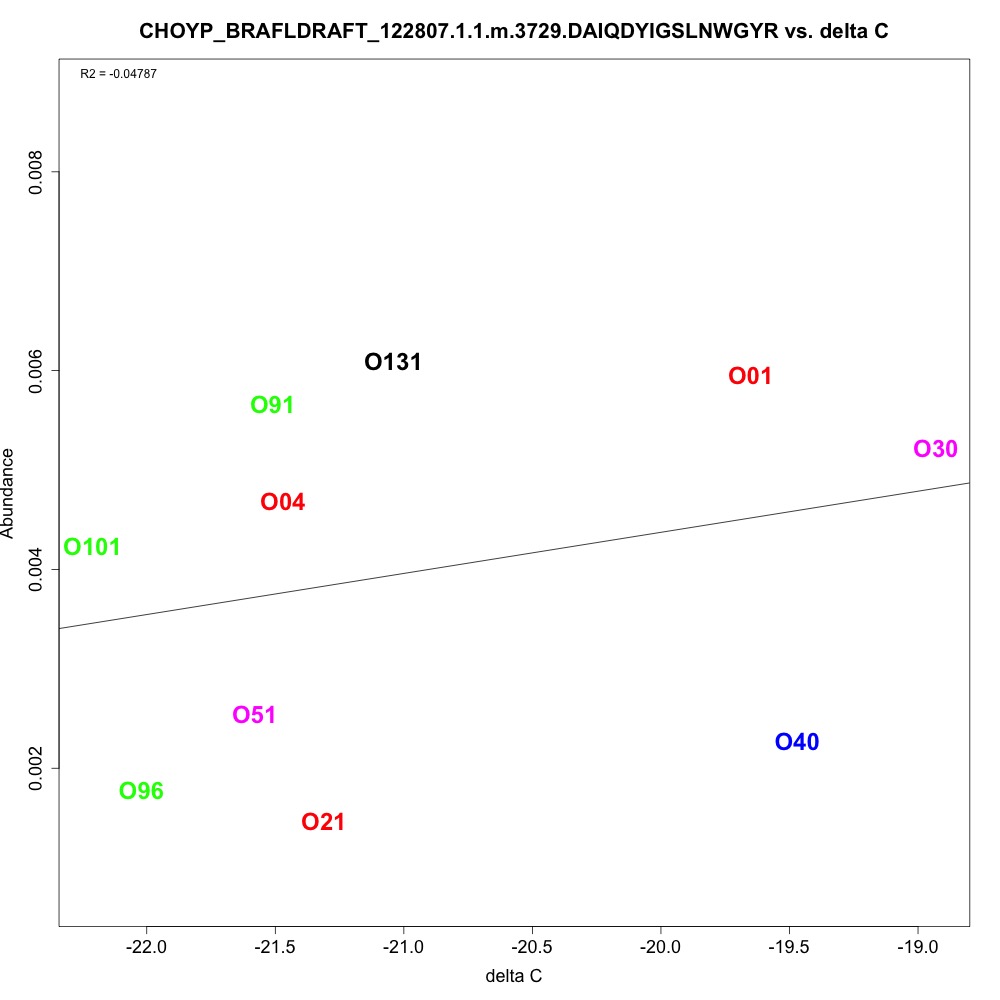 CHOYP_BRAFLDRAFT_122807.1.1.m.3729.DAIQDYIGSLNWGYR vs. delta C
R2 = -0.04787
0.008
0.006
0.004
0.002
Abundance
O131
O01
O91
O30
O04
O101
O51
O40
O96
O21
-22.0 -21.5 -21.0 -20.5 -20.0 -19.5 -19.0
delta C